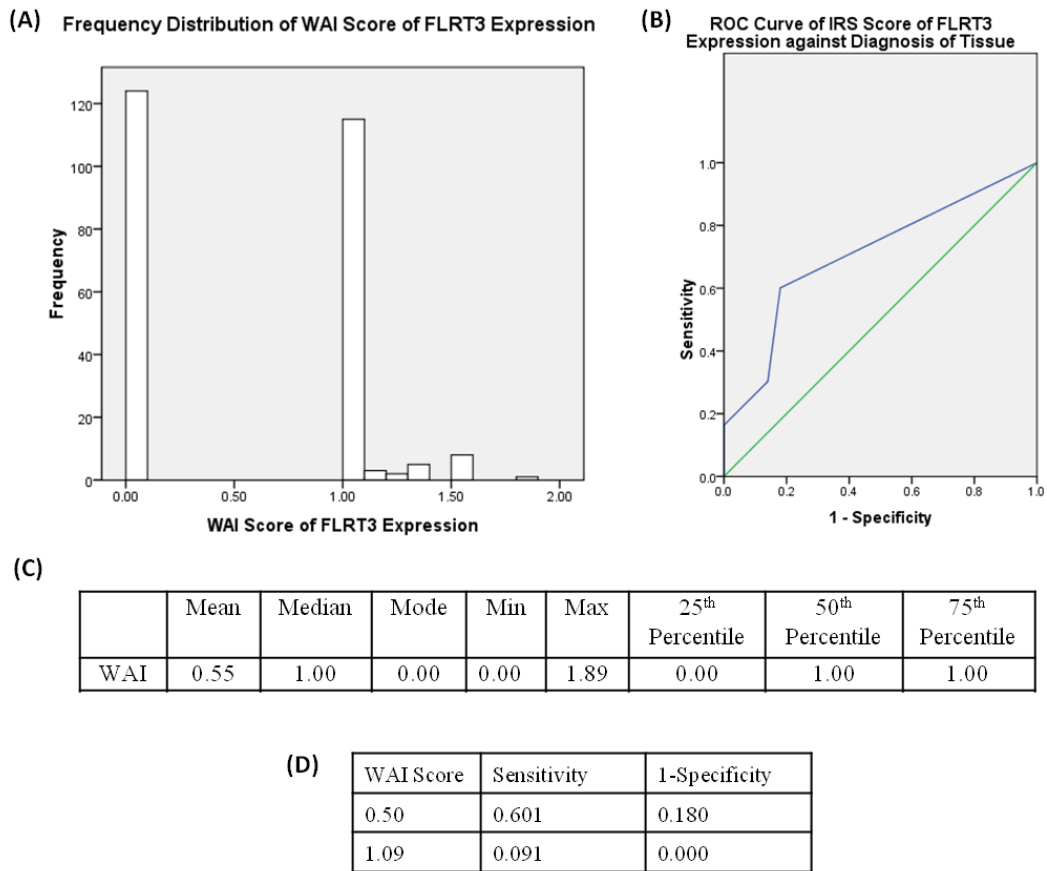 (A) Frequency Distribution of WAI Score of FLRT3 Expression
120
100
80
60
40
20
0
Frequency
0.00 0.50 1.00 1.50 2.00
WAI Score of FLRT3 Expression
(B) ROC Curve of IRS Score of FLRT3
Expression against Diagnosis of Tissue
1.0
0.8
0.6
0.4
0.2
0.0
Sensitivity
0.0 0.2 0.4 0.6 0.8 1.0
1 - Specificity
(C)
Mean Median Mode Min Max 25th Percentile 50th Percentile 75th Percentile
WAI 0.55 1.00 0.00 0.00 1.89 0.00 1.00 1.00
(D)
WAI Score Sensitivity 1-Specificity
0.50 0.601 0.180
1.09 0.091 0.000